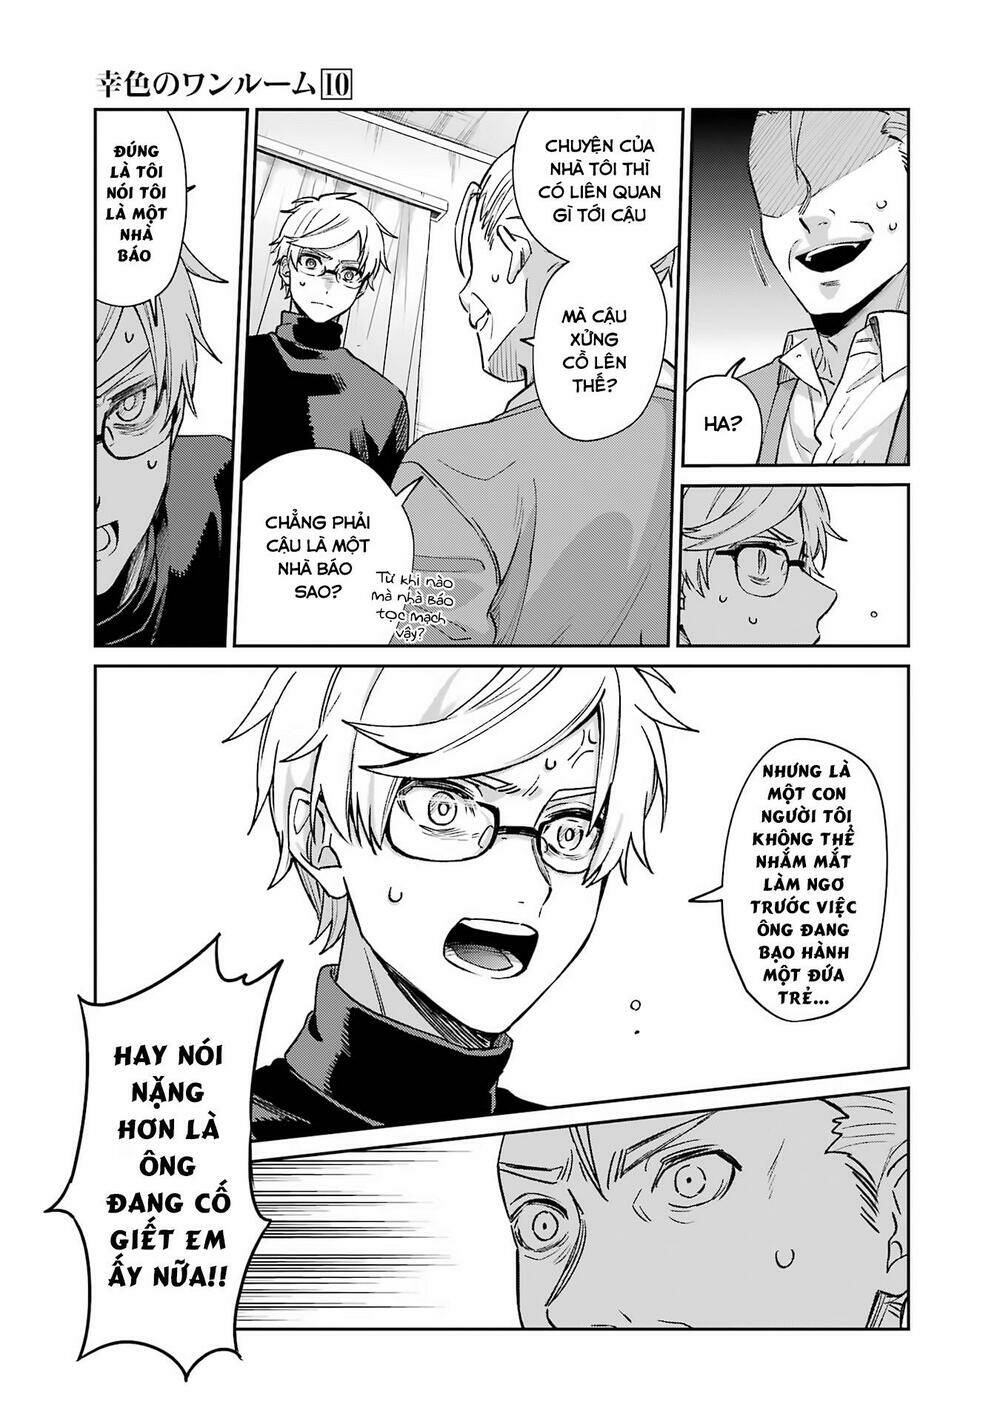 幸色のワンルーム 10
HA?
CHUYỆN CỦA
NHÀ TÔI THÌ
CÓ LIÊN QUAN
GÌ TỚI CẬU
MÀ CẬU
XỬNG
CỒ LÊN
THẾ?
CHẲNG PHẢI
CẬU LÀ MỘT
NHÀ BÁO
SAO?
Từ khi nào
mà nhà báo
tọc mạch
vậy?
ĐÚNG
LÀ TÔI
NÓI TÔI
LÀ MỘT
NHÀ
BÁO
NHƯNG LÀ
MỘT CON
NGƯỜI TÔI
KHÔNG THỂ
NHẮM MẮT
LÀM NGƠ
TRƯỚC VIỆC
ÔNG ĐANG
BẠO HÀNH
MỘT ĐỨA
TRẺ...
HAY NÓI
NẶNG
HƠN LÀ
ÔNG
ĐANG CỐ
GIẾT EM
ẤY NỮA!!